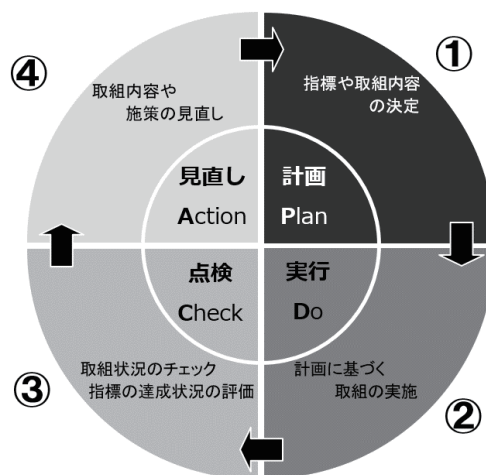 ①
指標や取組内容
の決定
計画
Plan
②
実行
Do
計画に基づく
取組の実施
③
点検
Check
取組状況のチェック
指標の達成状況の評価
④
取組内容や
施策の見直し
見直し
Action